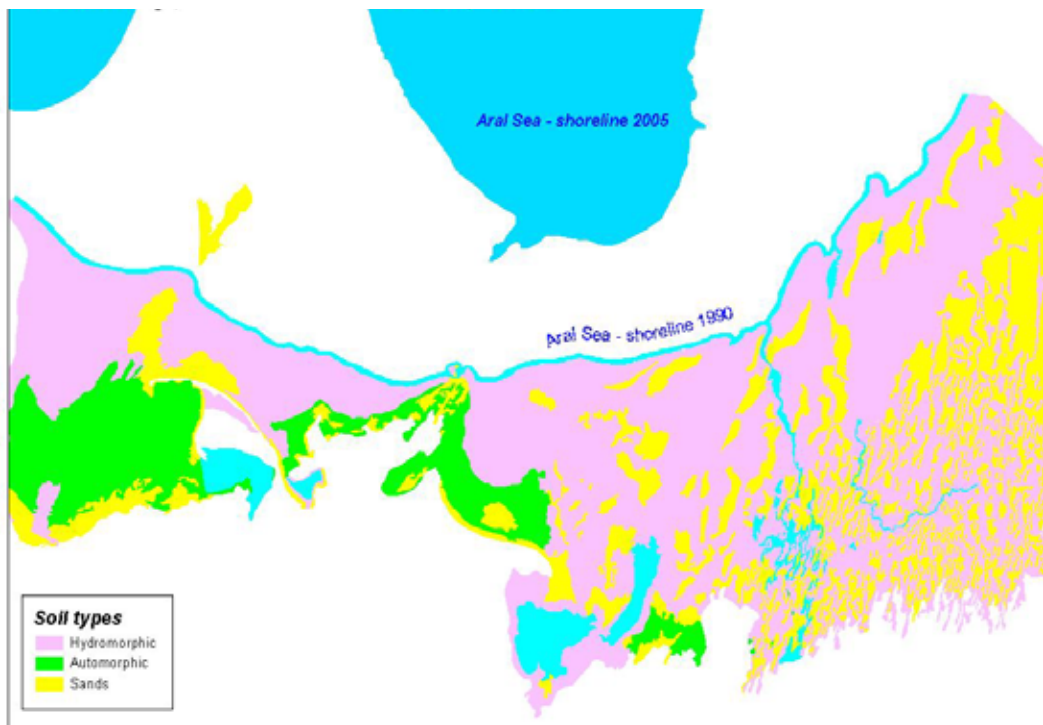 Aral Sea - shoreline 2005
Aral Sea - shoreline 1990
Soil types
Hydromorphic
Automorphic
Sands